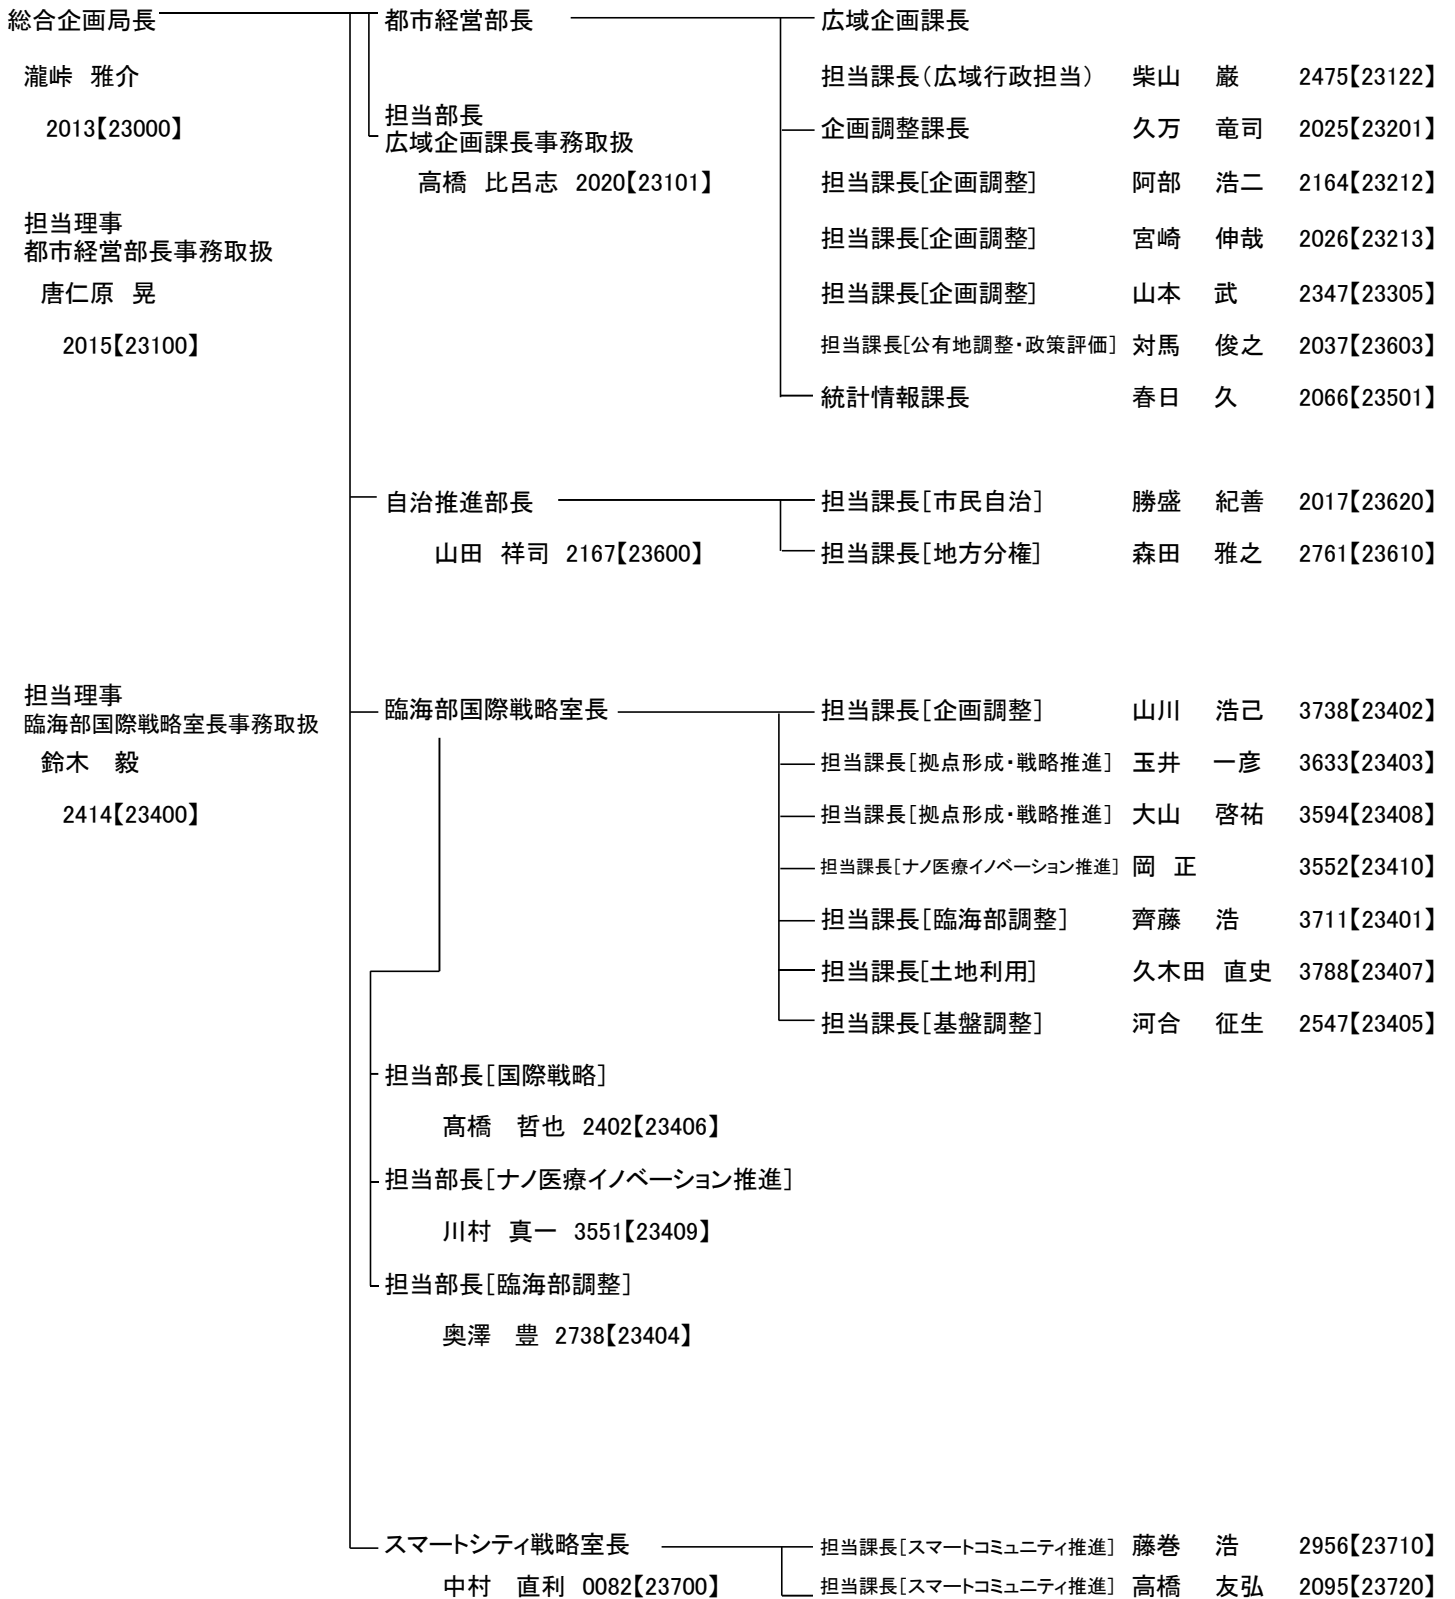 総合企画局長 都市経営部長 広域企画課長
瀧峠 雅介 担当課長(広域行政担当) 柴山 巌 2475【23122】
担当部長
2013【23000】 広域企画課長事務取扱 企画調整課長 久万 竜司 2025【23201】
高橋 比呂志 2020【23101】 担当課長[企画調整] 阿部 浩二 2164【23212】
担当理事
都市経営部長事務取扱 担当課長[企画調整] 宮崎 伸哉 2026【23213】
唐仁原 晃 担当課長[企画調整] 山本 武 2347【23305】
2015【23100】 担当課長[公有地調整・政策評価] 対馬 俊之 2037【23603】
統計情報課長 春日 久 2066【23501】
自治推進部長 担当課長[市民自治] 勝盛 紀善 2017【23620】
山田 祥司 2167【23600】 担当課長[地方分権] 森田 雅之 2761【23610】
担当理事
臨海部国際戦略室長事務取扱 臨海部国際戦略室長 担当課長[企画調整] 山川 浩己 3738【23402】
鈴木 毅 担当課長[拠点形成・戦略推進] 玉井 一彦 3633【23403】
2414【23400】 担当課長[拠点形成・戦略推進] 大山 啓祐 3594【23408】
担当課長[ナノ医療イノベーション推進] 岡 正 3552【23410】
担当課長[臨海部調整] 齊藤 浩 3711【23401】
担当課長[土地利用] 久木田 直史 3788【23407】
担当課長[基盤調整] 河合 征生 2547【23405】
担当部長[国際戦略]
髙橋 哲也 2402【23406】
担当部長[ナノ医療イノベーション推進]
川村 真一 3551【23409】
担当部長[臨海部調整]
奥澤 豊 2738【23404】
スマートシティ戦略室長 担当課長[スマートコミュニティ推進] 藤巻 浩 2956【23710】
中村 直利 0082【23700】 担当課長[スマートコミュニティ推進] 高橋 友弘 2095【23720】